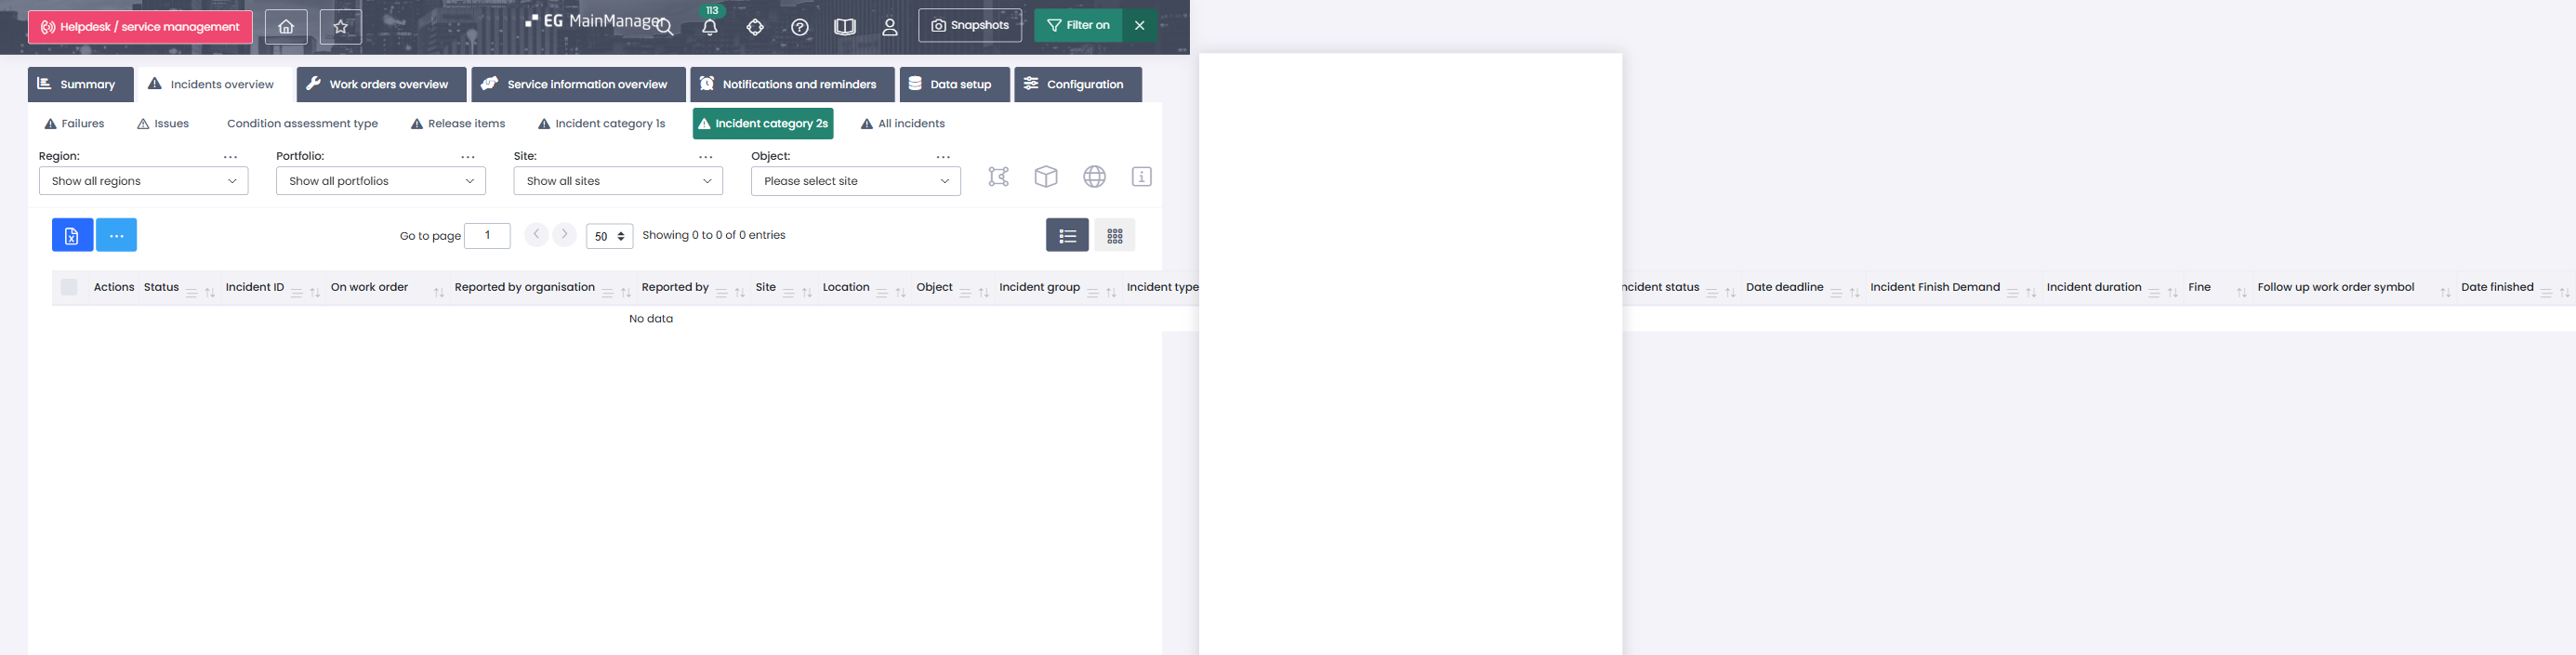 113
Helpdesk / service management
EG MainManager
Snapshots
Filter on
Summary
Incidents overview
Work orders overview
Service information overview
Notifications and reminders
Data setup
Configuration
Failures
Issues
Condition assessment type
Release items
Incident category 1s
Incident category 2s
All incidents
Region:
Portfolio:
Site:
Object:
Show all regions
Show all portfolios
Show all sites
Please select site
Go to page 1
50
Showing 0 to 0 of 0 entries
Actions Status Incident ID On work order Reported by organisation Reported by Site Location Object Incident group Incident type ncident status Date deadline Incident Finish Demand Incident duration Fine Follow up work order symbol Date finished
No data